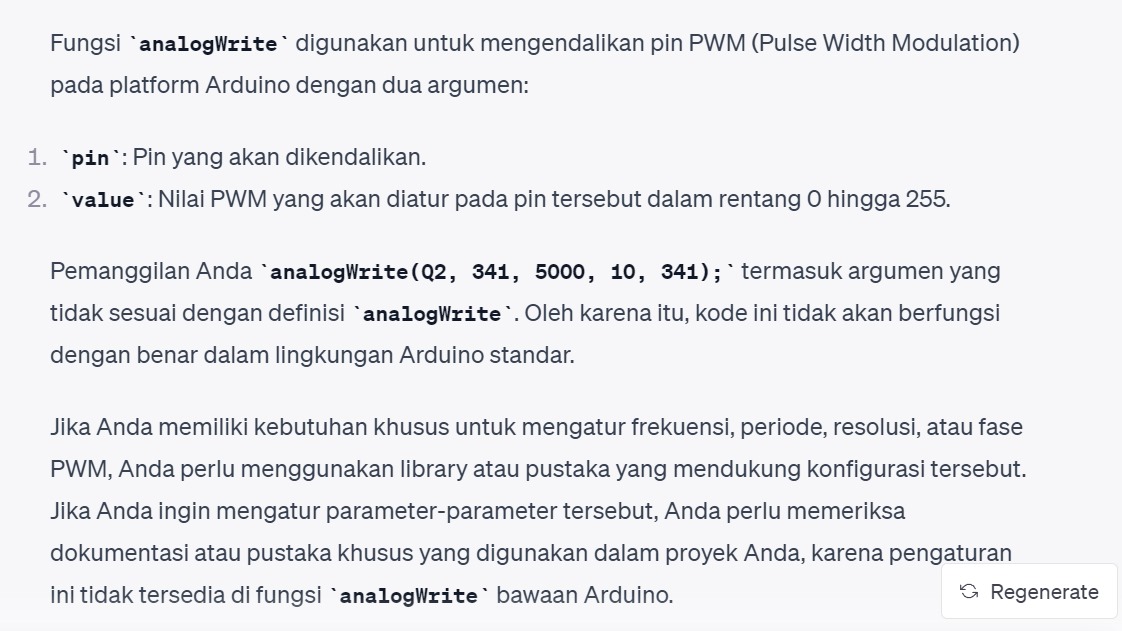 Fungsi `analogWrite` digunakan untuk mengendalikan pin PWM (Pulse Width Modulation)
pada platform Arduino dengan dua argumen:
1. `pin`: Pin yang akan dikendalikan.
2. `value`: Nilai PWM yang akan diatur pada pin tersebut dalam rentang 0 hingga 255.
Pemanggilan Anda `analogWrite(Q2, 341, 5000, 10, 341);` termasuk argumen yang
tidak sesuai dengan definisi `analogWrite`. Oleh karena itu, kode ini tidak akan berfungsi
dengan benar dalam lingkungan Arduino standar.
Jika Anda memiliki kebutuhan khusus untuk mengatur frekuensi, periode, resolusi, atau fase
PWM, Anda perlu menggunakan library atau pustaka yang mendukung konfigurasi tersebut.
Jika Anda ingin mengatur parameter-parameter tersebut, Anda perlu memeriksa
dokumentasi atau pustaka khusus yang digunakan dalam proyek Anda, karena pengaturan
ini tidak tersedia di fungsi `analogWrite` bawaan Arduino.
Regenerate